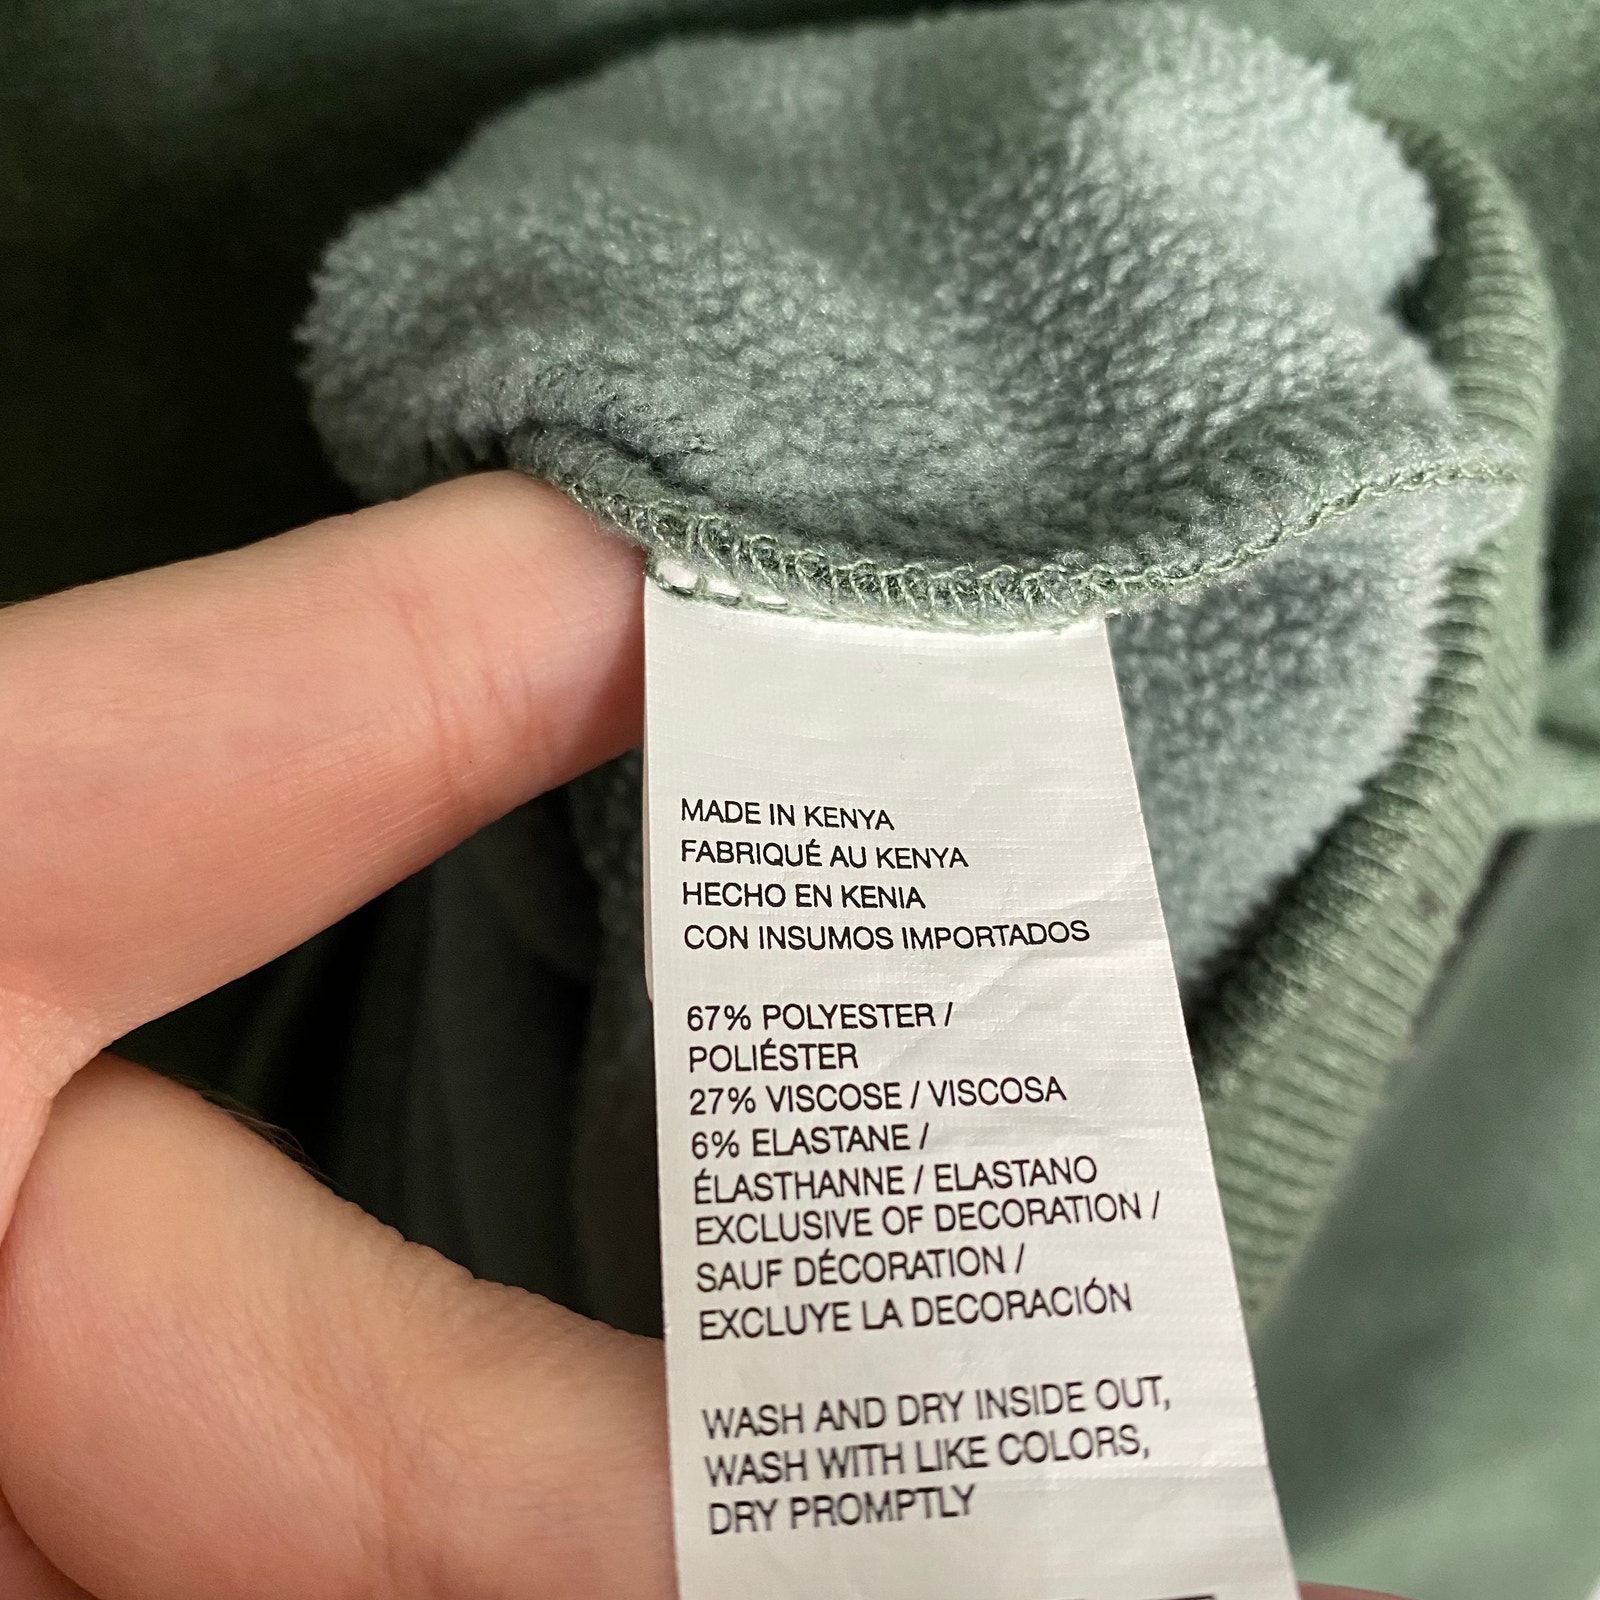 MADE IN KENYA
FABRIQUÉ AU KENYA
HECHO EN KENIA
CON INSUMOS IMPORTADOS
67% POLYESTER /
POLIÉSTER
27% VISCOSE / VISCOSA
6% ELASTANE /
ÉLASTHANNE / ELASTANO
EXCLUSIVE OF DECORATION /
SAUF DÉCORATION /
EXCLUYE LA DECORACIÓN
WASH AND DRY INSIDE OUT,
WASH WITH LIKE COLORS,
DRY PROMPTLY